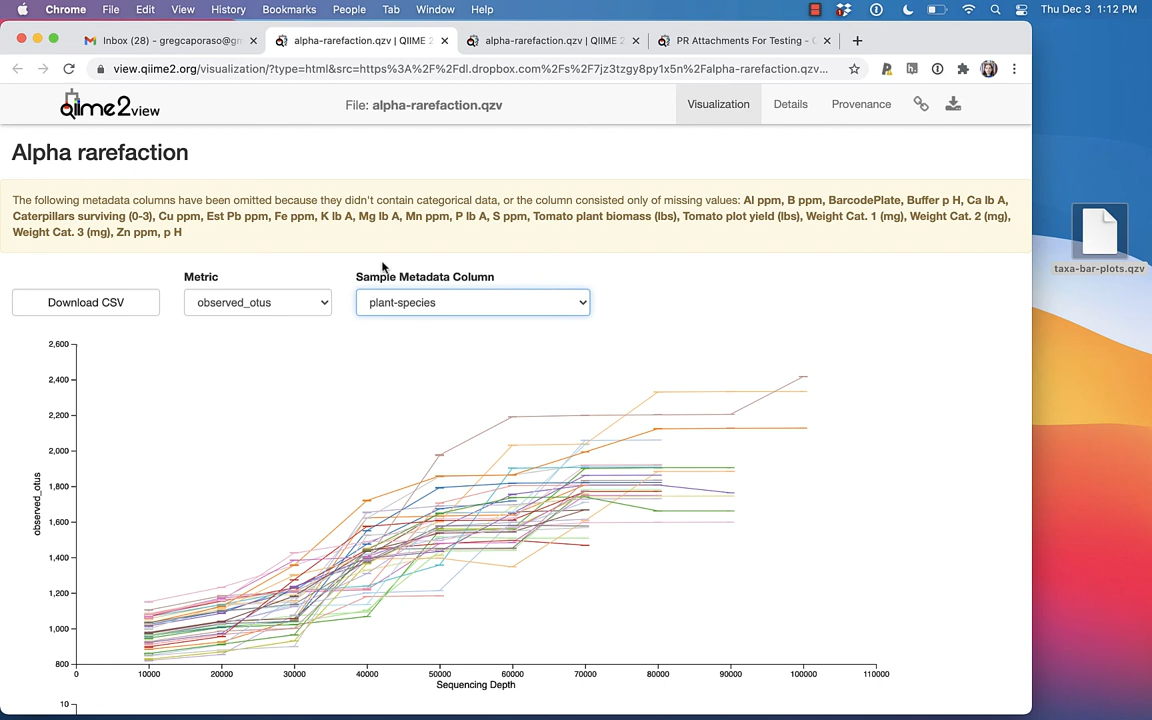 Chrome File Edit View History Bookmarks People Tab Window Help Thu Dec 3 1:12 PM
Inbox (28) - gregcaporaso@gm alpha-rarefaction.qzv | QIIME 2 alpha-rarefaction.qzv | QIIME 2 PR Attachments For Testing -
view.qiime2.org/visualization/?type=html&src=https%3A%2F%2Fdl.dropbox.com%2Fs%2F7jz3tzgy8py1x5n%2Falpha-rarefaction.qzv...
qiime2view File: alpha-rarefaction.qzv Visualization Details Provenance
Alpha rarefaction
The following metadata columns have been omitted because they didn't contain categorical data, or the column consisted only of missing values: Al ppm, B ppm, BarcodePlate, Buffer p H, Ca lb A,
Caterpillars surviving (0-3), Cu ppm, Est Pb ppm, Fe ppm, K lb A, Mg lb A, Mn ppm, P lb A, S ppm, Tomato plant biomass (lbs), Tomato plot yield (lbs), Weight Cat. 1 (mg), Weight Cat. 2 (mg),
Weight Cat. 3 (mg), Zn ppm, p H
taxa-bar-plots.qzv
Metric Sample Metadata Column
Download CSV observed_otus plant-species
2,600
2,400
2,200
2,000
1,800
1,600
1,400
1,200
1,000
800
observed_otus
0 10000 20000 30000 40000 50000 60000 70000 80000 90000 100000 110000
Sequencing Depth
10